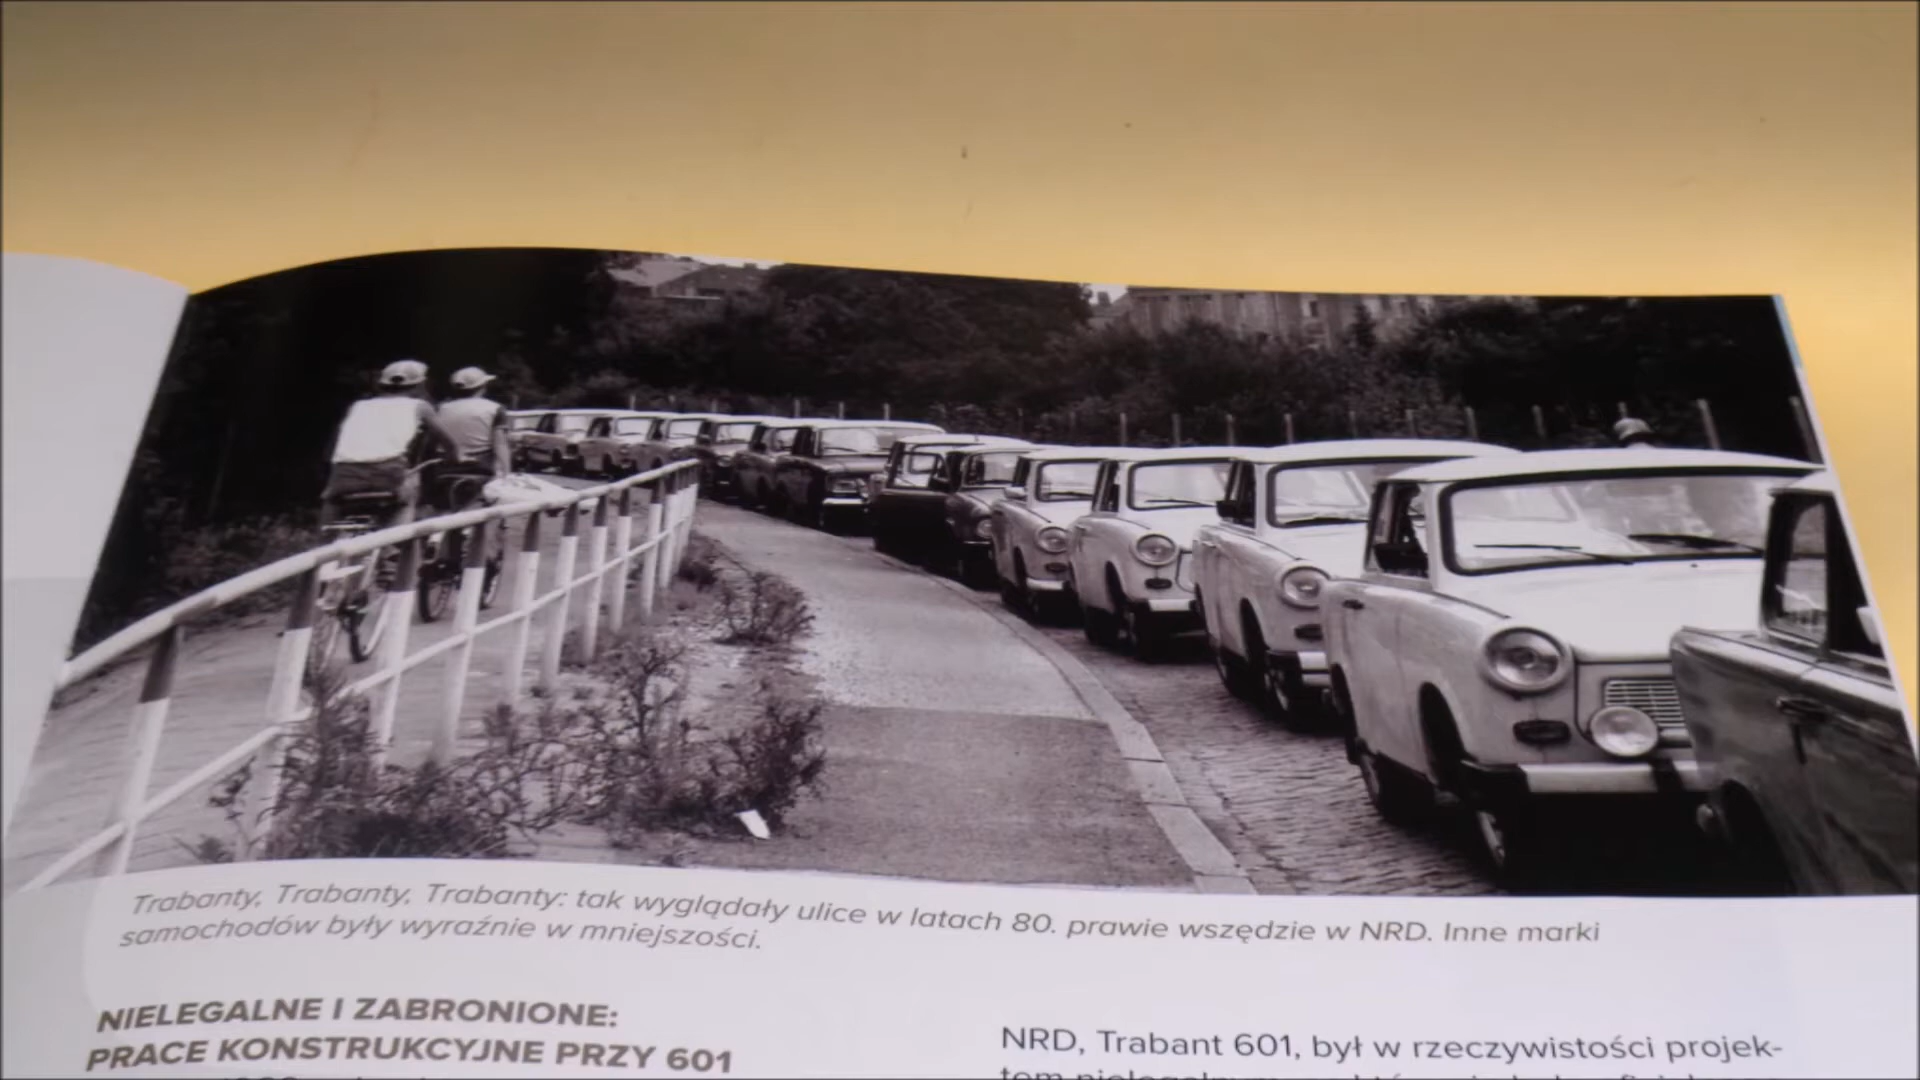 Trabanty, Trabanty, Trabanty: tak wyglądały ulice w latach 80. prawie wszędzie w NRD. Inne marki
samochodów były wyraźnie w mniejszości.
NIELEGALNE I ZABRONIONE:
PRACE KONSTRUKCYJNE PRZY 601
NRD, Trabant 601, był w rzeczywistości projek-